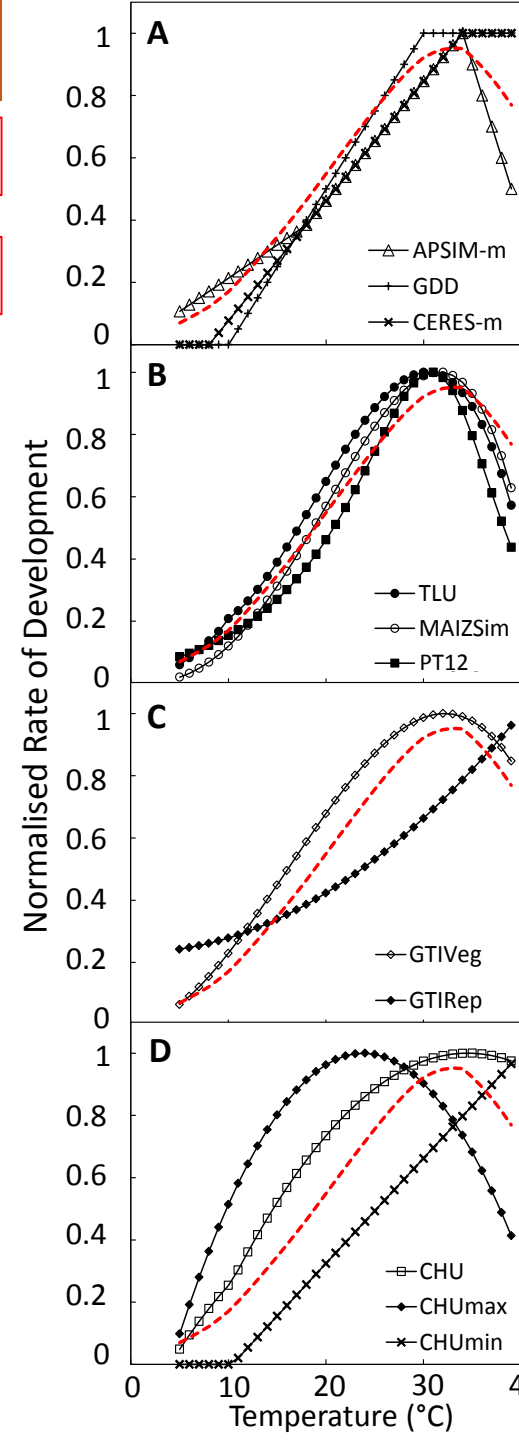 A
1
0.8
0.6
0.4
0.2
0
APSIM-m
GDD
CERES-m
B
1
0.8
0.6
0.4
0.2
0
TLU
MAIZSim
PT12
C
1
0.8
0.6
0.4
0.2
0
GTIVeg
GTIRep
D
1
0.8
0.6
0.4
0.2
0
CHU
CHUmax
CHUmin
0 10 20 30 4
Temperature (°C)
Normalised Rate of Development